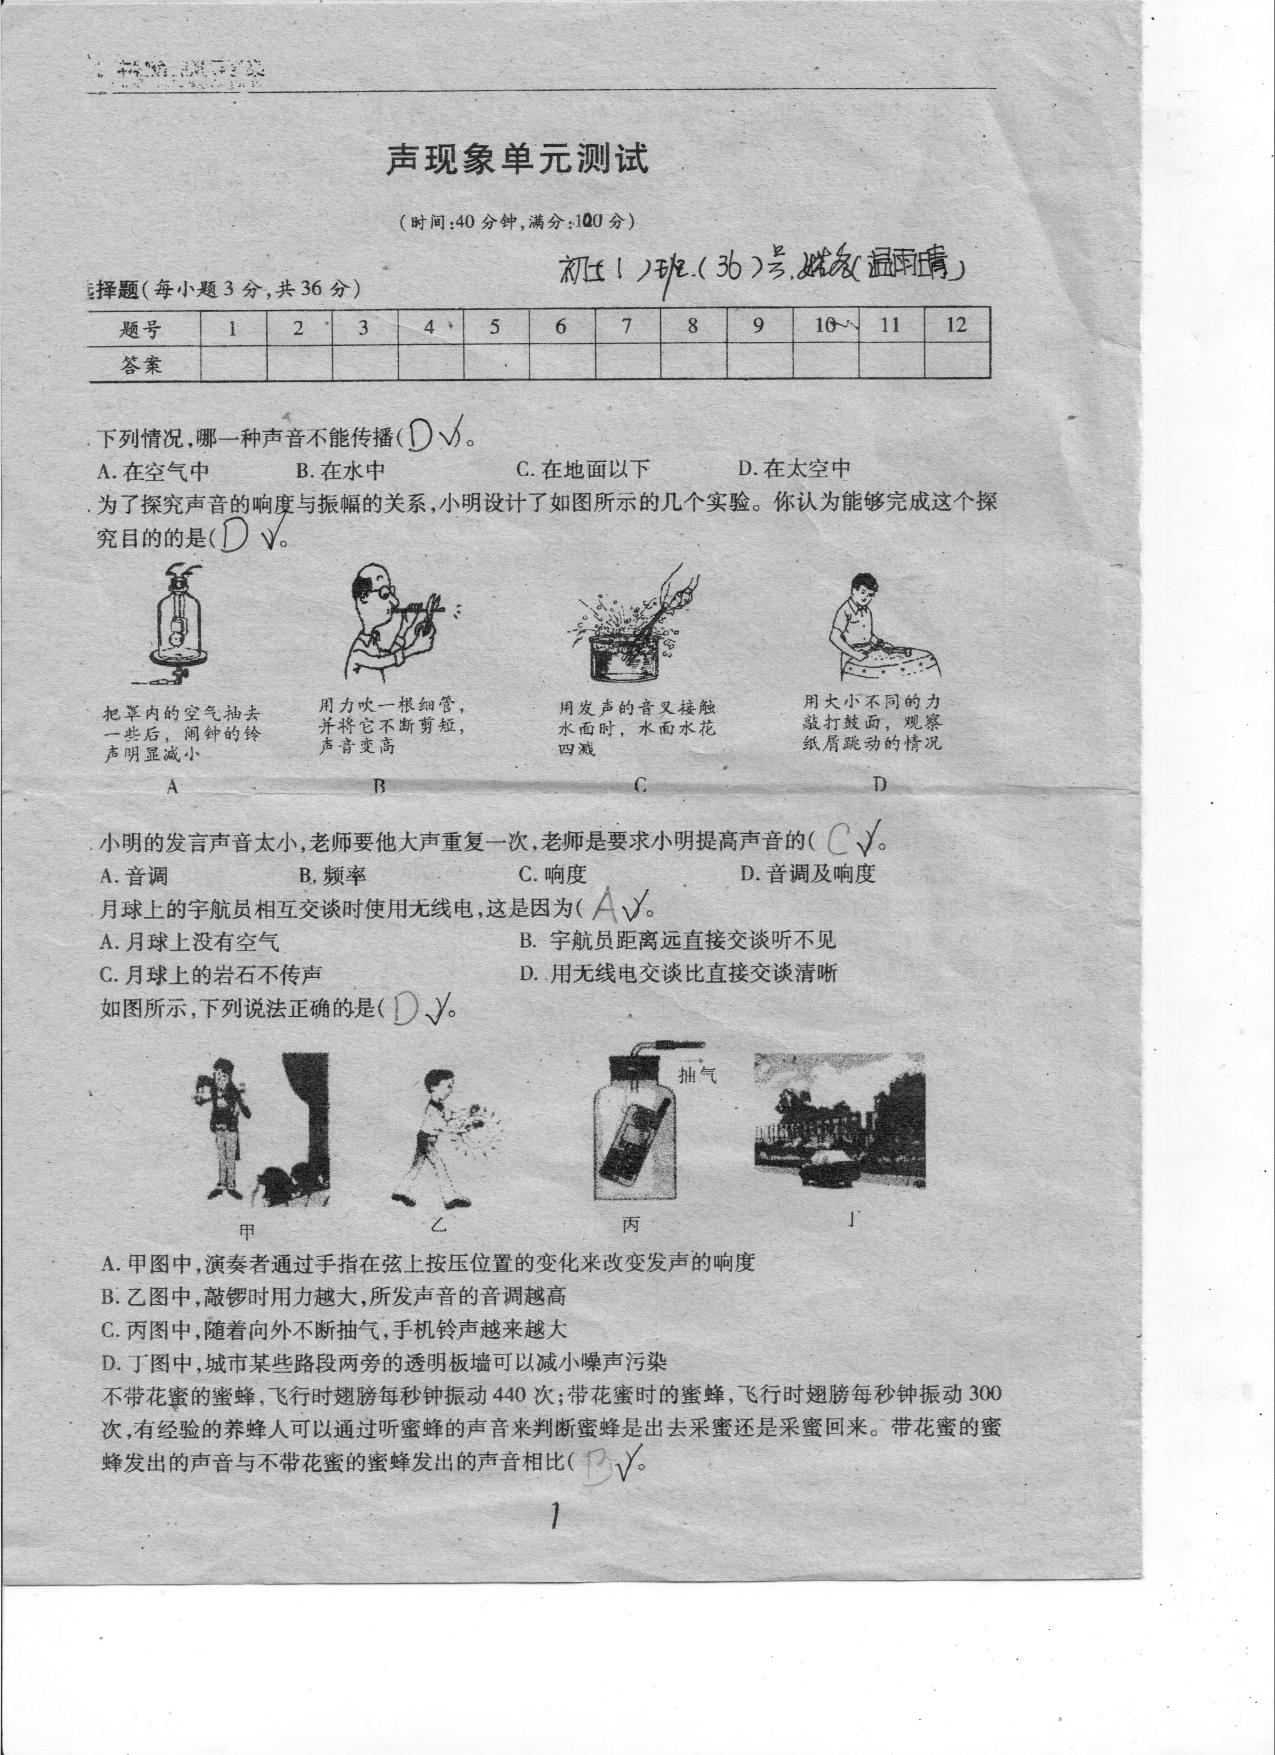 声现象单元测试
(时间:40分钟,满分:100分)
初 ( 1 )班.(36)号.姓名(温雨晴)
选择题(每小题3分,共36分)
题号 1 2 3 4 5 6 7 8 9 10 11 12
答案
下列情况,哪一种声音不能传播( D √)。
A.在空气中 B.在水中 C.在地面以下 D.在太空中
为了探究声音的响度与振幅的关系,小明设计了如图所示的几个实验。你认为能够完成这个探
究目的的是( D √。
把罩内的空气抽去
一些后,闹钟的铃
声明显减小
A
用力吹一根细管,
并将它不断剪短,
声音变高
B
用发声的音叉接触
水面时,水面水花
四溅
C
用大小不同的力
敲打鼓面,观察
纸屑跳动的情况
D
小明的发言声音太小,老师要他大声重复一次,老师是要求小明提高声音的( C √。
A.音调 B.频率 C.响度 D.音调及响度
月球上的宇航员相互交谈时使用无线电,这是因为( A √。
A.月球上没有空气 B. 宇航员距离远直接交谈听不见
C.月球上的岩石不传声 D. 用无线电交谈比直接交谈清晰
如图所示,下列说法正确的是( D √。
抽气
甲 乙 丙 丁
A.甲图中,演奏者通过手指在弦上按压位置的变化来改变发声的响度
B.乙图中,敲锣时用力越大,所发声音的音调越高
C.丙图中,随着向外不断抽气,手机铃声越来越大
D.丁图中,城市某些路段两旁的透明板墙可以减小噪声污染
不带花蜜的蜜蜂,飞行时翅膀每秒钟振动440次;带花蜜时的蜜蜂,飞行时翅膀每秒钟振动300
次,有经验的养蜂人可以通过听蜜蜂的声音来判断蜜蜂是出去采蜜还是采蜜回来。带花蜜的蜜
蜂发出的声音与不带花蜜的蜜蜂发出的声音相比( B √。
1